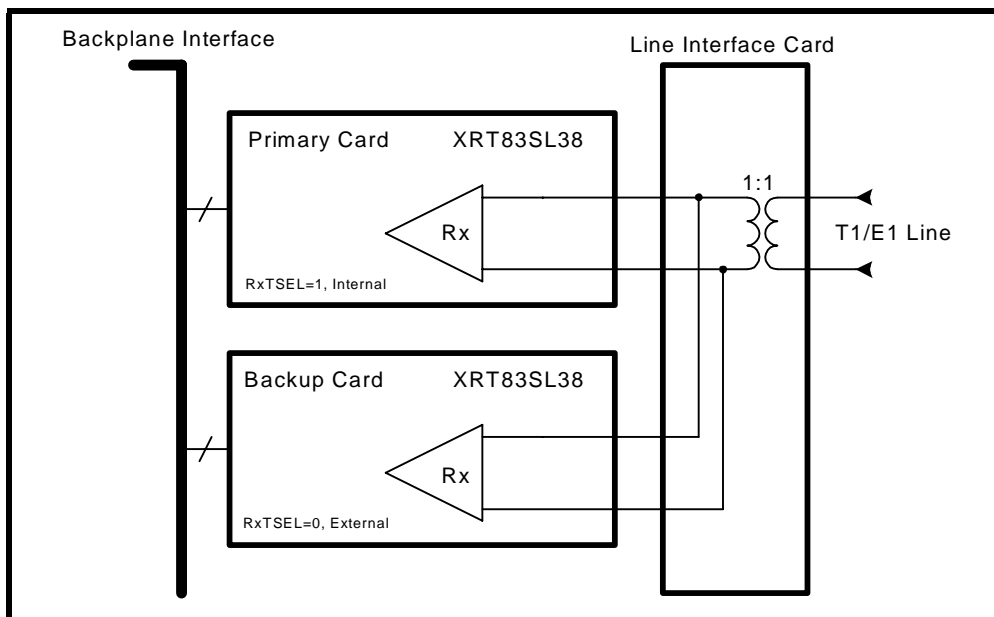 Backplane Interface
Line Interface Card
Primary Card XRT83SL38
Rx
RxTSEL=1, Internal
1:1
T1/E1 Line
Backup Card XRT83SL38
Rx
RxTSEL=0, External